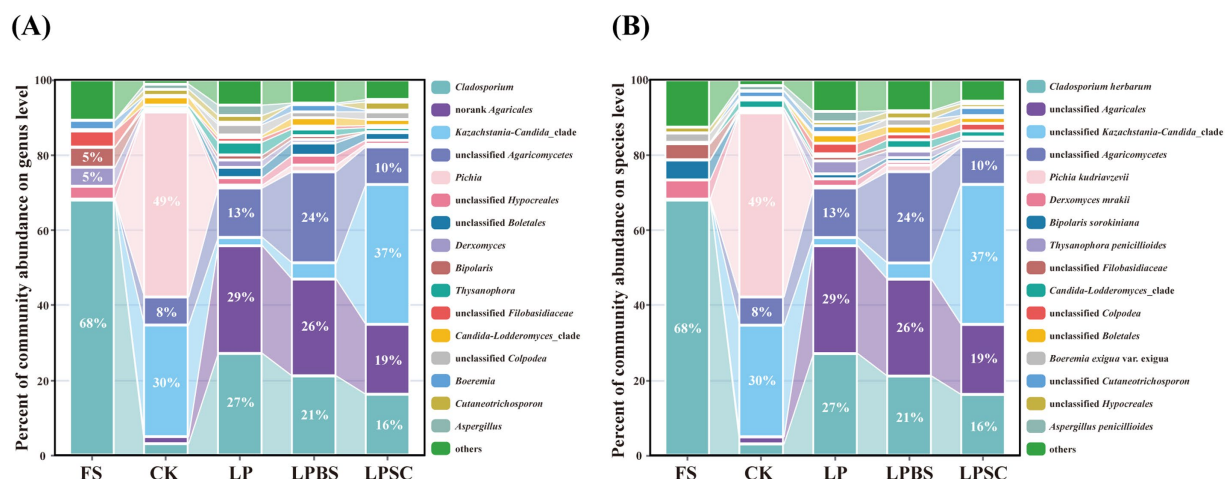 (A)
(B)
Percent of community abundance on genus level
100
80
60
40
20
0
5%
5%
68%
49%
8%
30%
13%
29%
27%
24%
26%
21%
10%
37%
19%
16%
FS CK LP LPBS LPSC
Cladosporium
norank Agaricales
Kazachstania-Candida_clade
unclassified Agaricomycetes
Pichia
unclassified Hypocreales
unclassified Boletales
Derxomyces
Bipolaris
Thysanophora
unclassified Filobasidiaceae
Candida-Lodderomyces_clade
unclassified Colpodea
Boeremia
Cutaneotrichosporon
Aspergillus
others
Percent of community abundance on species level
100
80
60
40
20
0
68%
49%
8%
30%
13%
29%
27%
24%
26%
21%
10%
37%
19%
16%
FS CK LP LPBS LPSC
Cladosporium herbarum
unclassified Agaricales
unclassified Kazachstania-Candida_clade
unclassified Agaricomycetes
Pichia kudriavzevii
Derxomyces mrakii
Bipolaris sorokiniana
Thysanophora penicillioides
unclassified Filobasidiaceae
Candida-Lodderomyces_clade
unclassified Colpodea
unclassified Boletales
Boeremia exigua var. exigua
unclassified Cutaneotrichosporon
unclassified Hypocreales
Aspergillus penicillioides
others